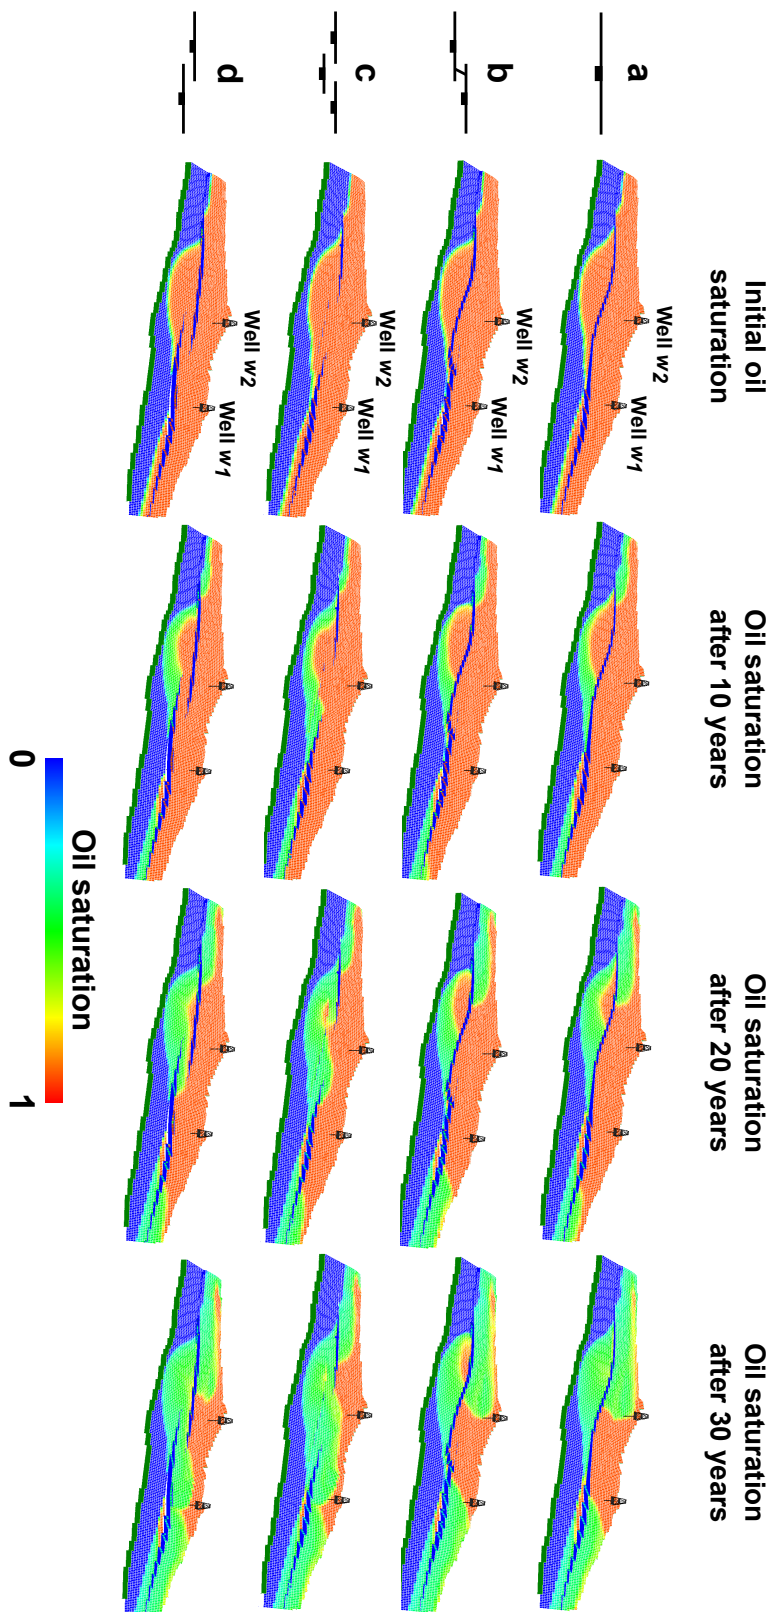 Initial oil
saturation
Oil saturation
after 10 years
Oil saturation
after 20 years
Oil saturation
after 30 years
a
Well w2
Well w1
b
Well w2
Well w1
c
Well w2
Well w1
d
Well w2
Well w1
Oil saturation
0
1